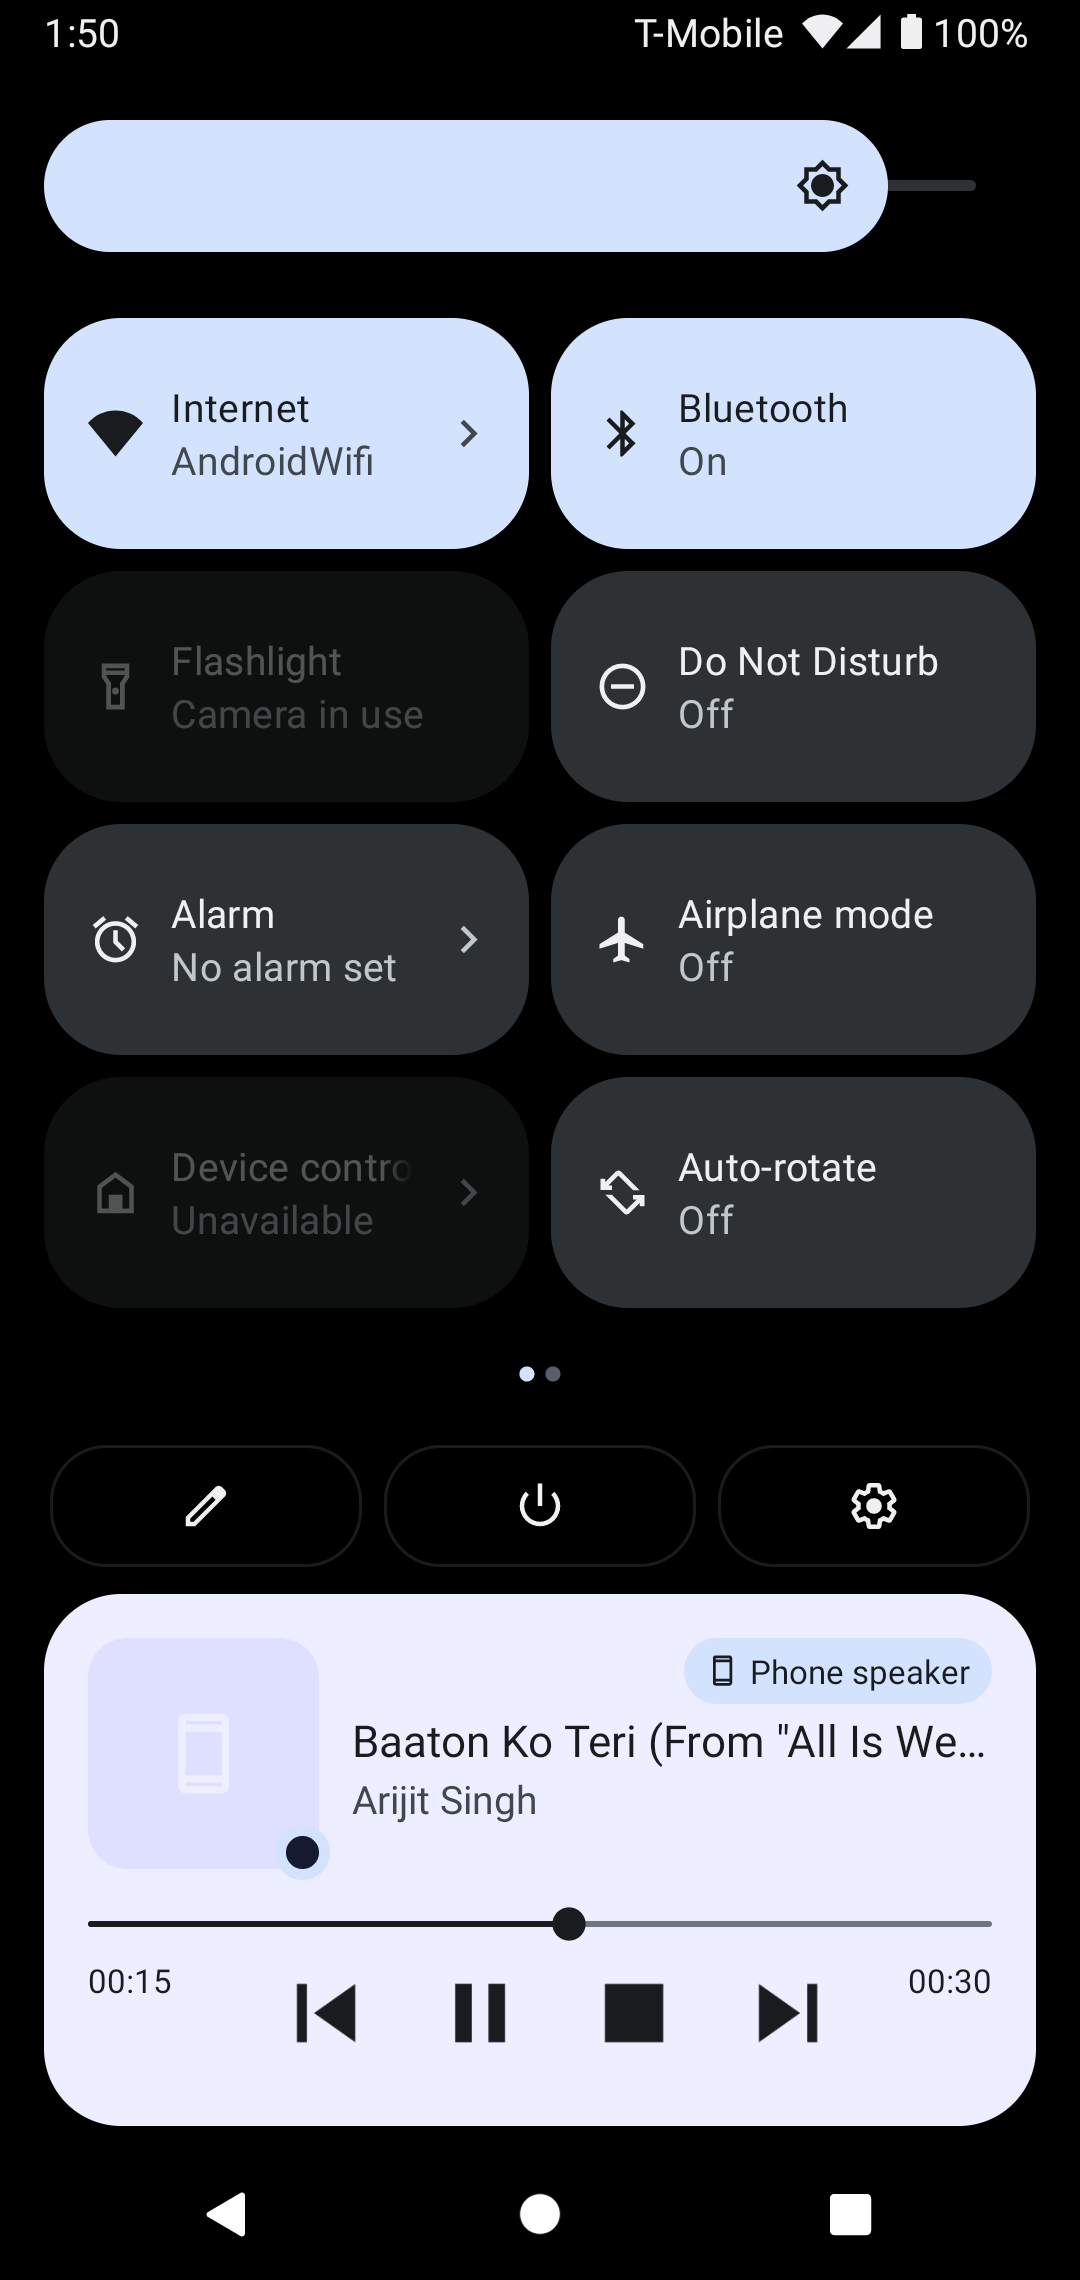 1:50
T-Mobile
100%
Internet
AndroidWifi
Bluetooth
On
Flashlight
Camera in use
Do Not Disturb
Off
Alarm
No alarm set
Airplane mode
Off
Device contro
Unavailable
Auto-rotate
Off
Phone speaker
Baaton Ko Teri (From "All Is We…
Arijit Singh
00:15
00:30